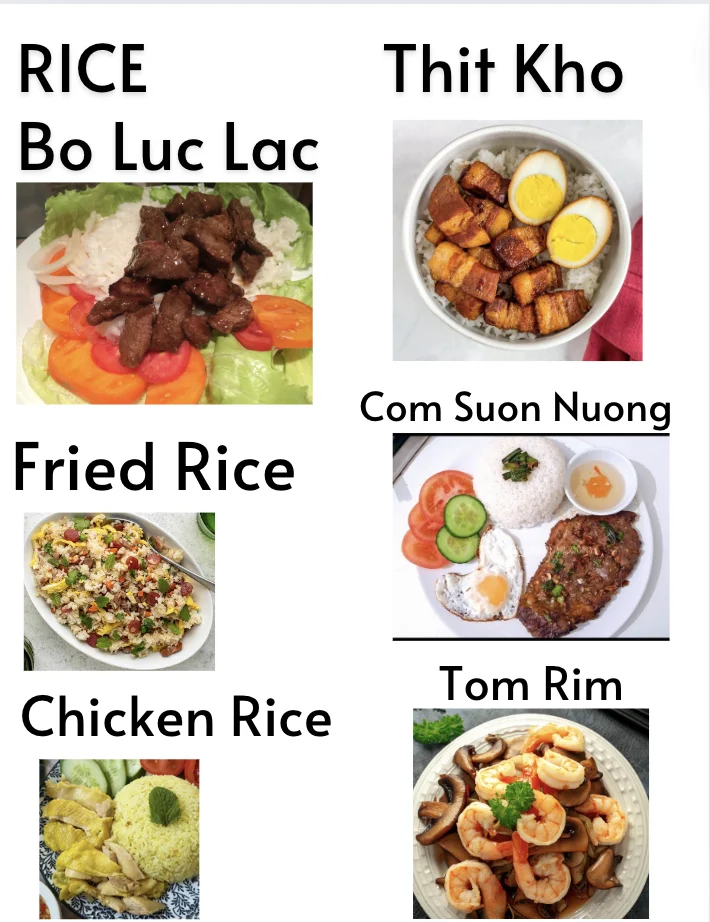 RICE
Bo Luc Lac
Fried Rice
Chicken Rice
Thit Kho
Com Suon Nuong
Tom Rim